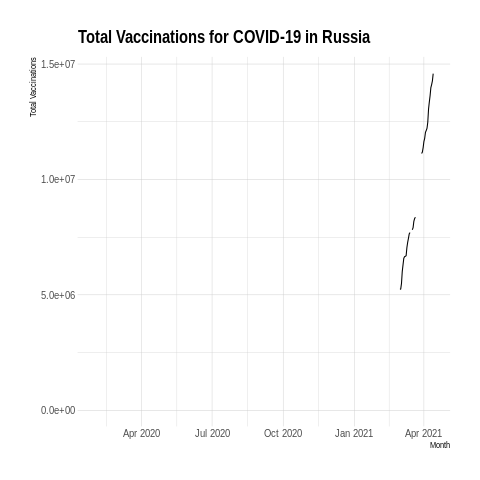 Total Vaccinations for COVID-19 in Russia
Total Vaccinations
1.5e+07
1.0e+07
5.0e+06
0.0e+00
Apr 2020 Jul 2020 Oct 2020 Jan 2021 Apr 2021
Month